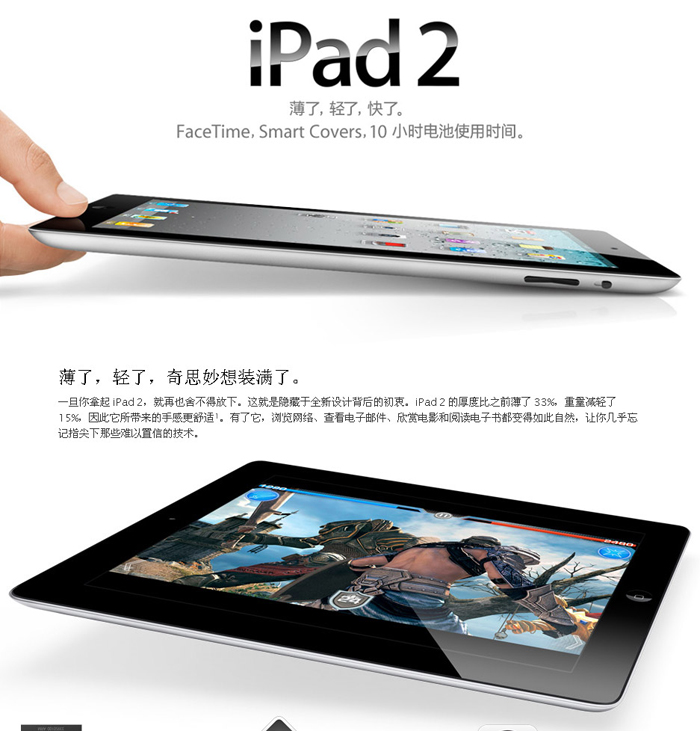 iPad 2
薄了，轻了，快了。
FaceTime, Smart Covers, 10 小时电池使用时间。
薄了，轻了，奇思妙想装满了。
一旦你拿起 iPad 2，就再也舍不得放下。这就是隐藏于全新设计背后的初衷。iPad 2 的厚度比之前薄了 33%，重量减轻了
15%，因此它所带来的手感更舒适¹。有了它，浏览网络、查看电子邮件、欣赏电影和阅读电子书都变得如此自然，让你几乎忘
记指尖下那些难以置信的技术。